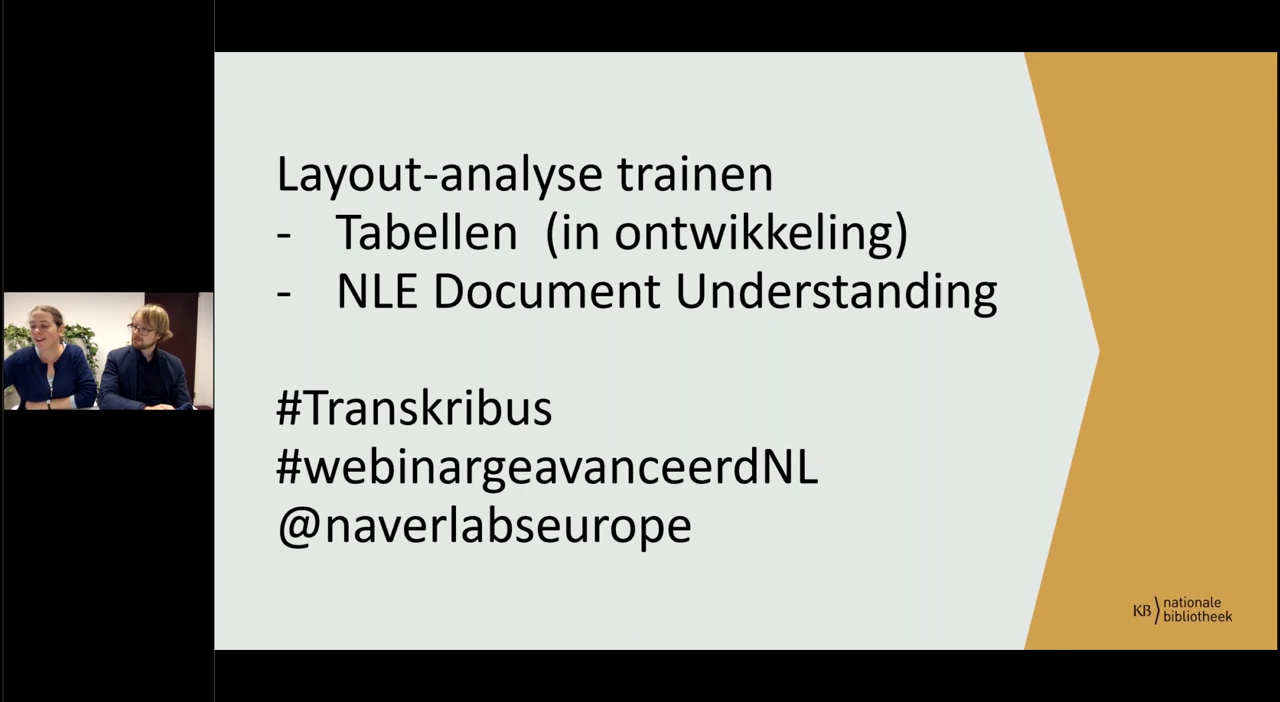 Layout-analyse trainen
- Tabellen (in ontwikkeling)
- NLE Document Understanding
#Transkribus
#webinargeavanceerdNL
@naverlabseurope
KB nationale
bibliotheek